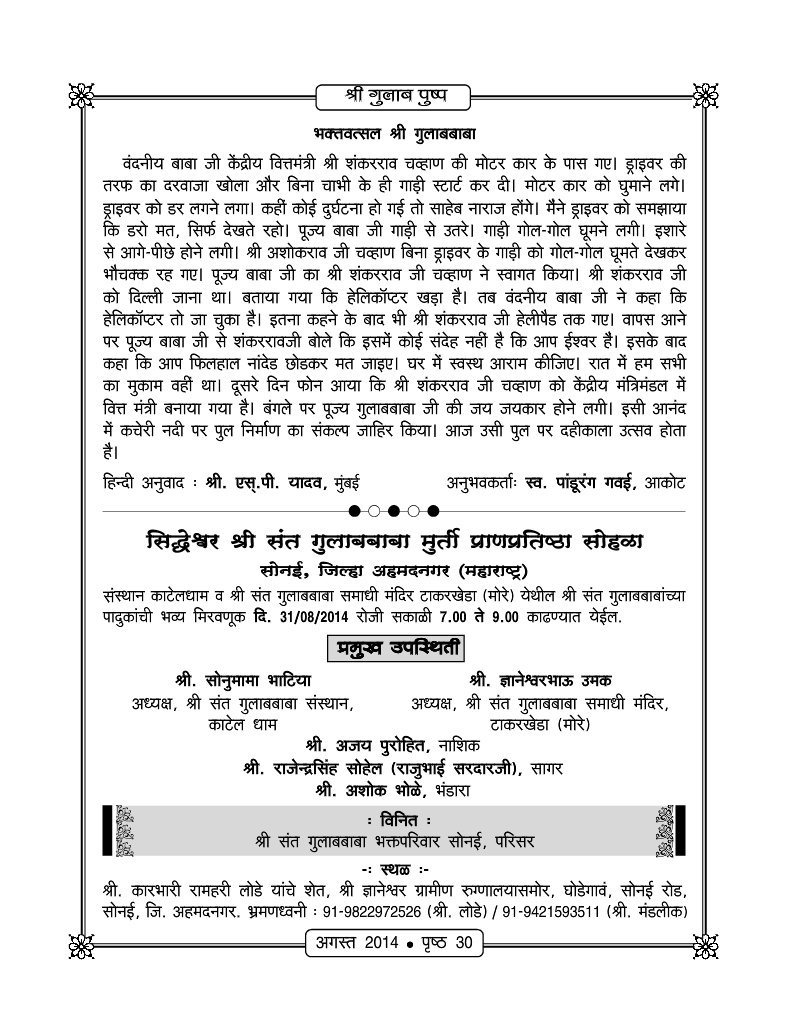 श्री गुलाब पुष्प
भक्तवत्सल श्री गुलाबबाबा
वंदनीय बाबा जी केंद्रीय वित्तमंत्री श्री शंकरराव चव्हाण की मोटर कार के पास गए। ड्राइवर की
तरफ का दरवाजा खोला और बिना चाभी के ही गाड़ी स्टार्ट कर दी। मोटर कार को घुमाने लगे।
ड्राइवर को डर लगने लगा। कहीं कोई दुर्घटना हो गई तो साहेब नाराज होंगे। मैंने ड्राइवर को समझाया
कि डरो मत, सिर्फ देखते रहो। पूज्य बाबा जी गाड़ी से उतरे। गाड़ी गोल-गोल घूमने लगी। इशारे
से आगे-पीछे होने लगी। श्री अशोकराव जी चव्हाण बिना ड्राइवर के गाड़ी को गोल-गोल घूमते देखकर
भौचक्क रह गए। पूज्य बाबा जी का श्री शंकरराव जी चव्हाण ने स्वागत किया। श्री शंकरराव जी
को दिल्ली जाना था। बताया गया कि हेलिकॉप्टर खड़ा है। तब वंदनीय बाबा जी ने कहा कि
हेलिकॉप्टर तो जा चुका है। इतना कहने के बाद भी श्री शंकरराव जी हेलीपैड तक गए। वापस आने
पर पूज्य बाबा जी से शंकररावजी बोले कि इसमें कोई संदेह नहीं है कि आप ईश्वर है। इसके बाद
कहा कि आप फिलहाल नांदेड छोडकर मत जाइए। घर में स्वस्थ आराम कीजिए। रात में हम सभी
का मुकाम वहीं था। दूसरे दिन फोन आया कि श्री शंकरराव जी चव्हाण को केंद्रीय मंत्रिमंडल में
वित्त मंत्री बनाया गया है। बंगले पर पूज्य गुलाबबाबा जी की जय जयकार होने लगी। इसी आनंद
में कचेरी नदी पर पुल निर्माण का संकल्प जाहिर किया। आज उसी पुल पर दहीकाला उत्सव होता
है।
हिन्दी अनुवाद : श्री. एस्.पी. यादव, मुंबई अनुभवकर्ताः स्व. पांडूरंग गवई, आकोट
सिद्धेश्वर श्री संत गुलाबबाबा मुर्ती प्राणप्रतिष्ठा सोहळा
सोनई, जिल्हा अहमदनगर (महाराष्ट्र)
संस्थान काटेलधाम व श्री संत गुलाबबाबा समाधी मंदिर टाकरखेडा (मोरे) येथील श्री संत गुलाबबाबांच्या
पादुकांची भव्य मिरवणूक दि. 31/08/2014 रोजी सकाळी 7.00 ते 9.00 काढण्यात येईल.
प्रमुख उपस्थिती
श्री. सोनुमामा भाटिया श्री. ज्ञानेश्वरभाऊ उमक
अध्यक्ष, श्री संत गुलाबबाबा संस्थान, अध्यक्ष, श्री संत गुलाबबाबा समाधी मंदिर,
काटेल धाम टाकरखेडा (मोरे)
श्री. अजय पुरोहित, नाशिक
श्री. राजेन्द्रसिंह सोहेल (राजुभाई सरदारजी), सागर
श्री. अशोक भोळे, भंडारा
: विनित :
श्री संत गुलाबबाबा भक्तपरिवार सोनई, परिसर
-: स्थळ :-
श्री. कारभारी रामहरी लोडे यांचे शेत, श्री ज्ञानेश्वर ग्रामीण रुग्णालयासमोर, घोडेगावं, सोनई रोड,
सोनई, जि. अहमदनगर. भ्रमणध्वनी : 91-9822972526 (श्री. लोडे) / 91-9421593511 (श्री. मंडलीक)
अगस्त 2014 ● पृष्ठ 30